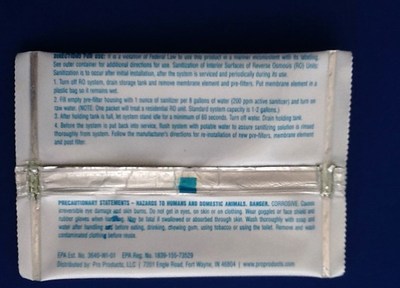 DIRECTIONS FOR USE: It is a violation of Federal Law to use this product in a manner inconsistent with its labeling.
See outer container for additional directions for use. Sanitization of Interior Surfaces of Reverse Osmosis (RO) Units:
Sanitization is to occur after initial installation, after the system is serviced and periodically during its use.
1. Turn off RO system, drain storage tank and remove membrane element and pre-filters. Put membrane element in a
plastic bag so it remains wet.
2. Fill empty pre-filter housing with 1 ounce of sanitizer per 8 gallons of water (200 ppm active sanitizer) and turn on
raw water. (NOTE: One packet will treat a residential RO unit. Standard system capacity is 1-2 gallons.)
3. After holding tank is full, let system stand idle for a minimum of 60 seconds. Turn off water. Drain holding tank.
4. Before the system is put back into service, flush system with potable water to assure sanitizing solution is rinsed
thoroughly from system. Follow the manufacturer's directions for re-installation of new pre-filters, membrane element
and post filter.
PRECAUTIONARY STATEMENTS - HAZARDS TO HUMANS AND DOMESTIC ANIMALS. DANGER. CORROSIVE. Causes
irreversible eye damage and skin burns. Do not get in eyes, on skin or on clothing. Wear goggles or face shield and
rubber gloves when handling. May be fatal if swallowed or absorbed through skin. Wash thoroughly with soap and
water after handling and before eating, drinking, chewing gum, using tobacco or using the toilet. Remove and wash
contaminated clothing before reuse.
EPA Est. No. EPA Reg. No.
Distributed by: Pro Products, LLC | 7201 Engle Road, Fort Wayne, IN 46804 | www.proproducts.com